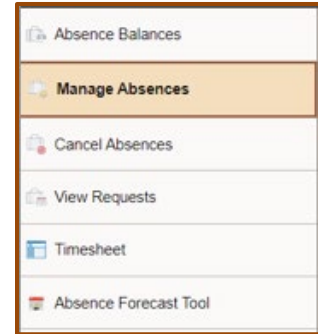 Absence Balances
Manage Absences
Cancel Absences
View Requests
Timesheet
Absence Forecast Tool